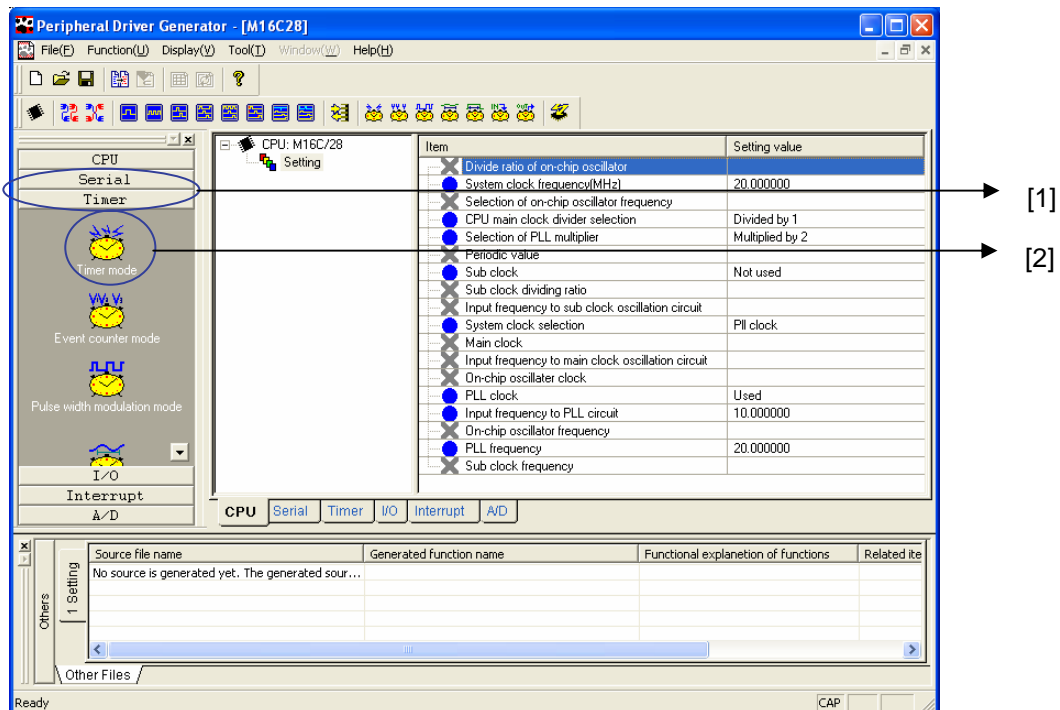 Peripheral Driver Generator - [M16C28]
File(F) Function(U) Display(V) Tool(T) Window(W) Help(H)
CPU
Serial
Timer
Timer mode
Event counter mode
Pulse width modulation mode
I/O
Interrupt
A/D
CPU: M16C/28
Setting
Item Setting value
Divide ratio of on-chip oscillator
System clock frequency(MHz) 20.000000
Selection of on-chip oscillator frequency
CPU main clock divider selection Divided by 1
Selection of PLL multiplier Multiplied by 2
Periodic value
Sub clock Not used
Sub clock dividing ratio
Input frequency to sub clock oscillation circuit
System clock selection Pll clock
Main clock
Input frequency to main clock oscillation circuit
On-chip oscillater clock
PLL clock Used
Input frequency to PLL circuit 10.000000
On-chip oscillator frequency
PLL frequency 20.000000
Sub clock frequency
CPU Serial Timer I/O Interrupt A/D
[1]
[2]
Others
1 Setting
Source file name Generated function name Functional explanetion of functions Related ite
No source is generated yet. The generated sour...
Other Files
Ready CAP